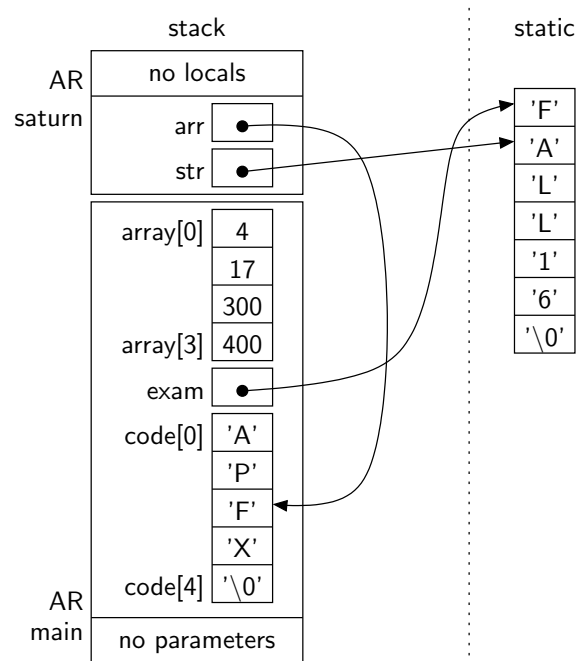 stack
static
AR
saturn
no locals
arr
str
array[0] 4
17
300
array[3] 400
exam
code[0] 'A'
'P'
'F'
'X'
code[4] '\0'
AR
main
no parameters
'F'
'A'
'L'
'L'
'1'
'6'
'\0'